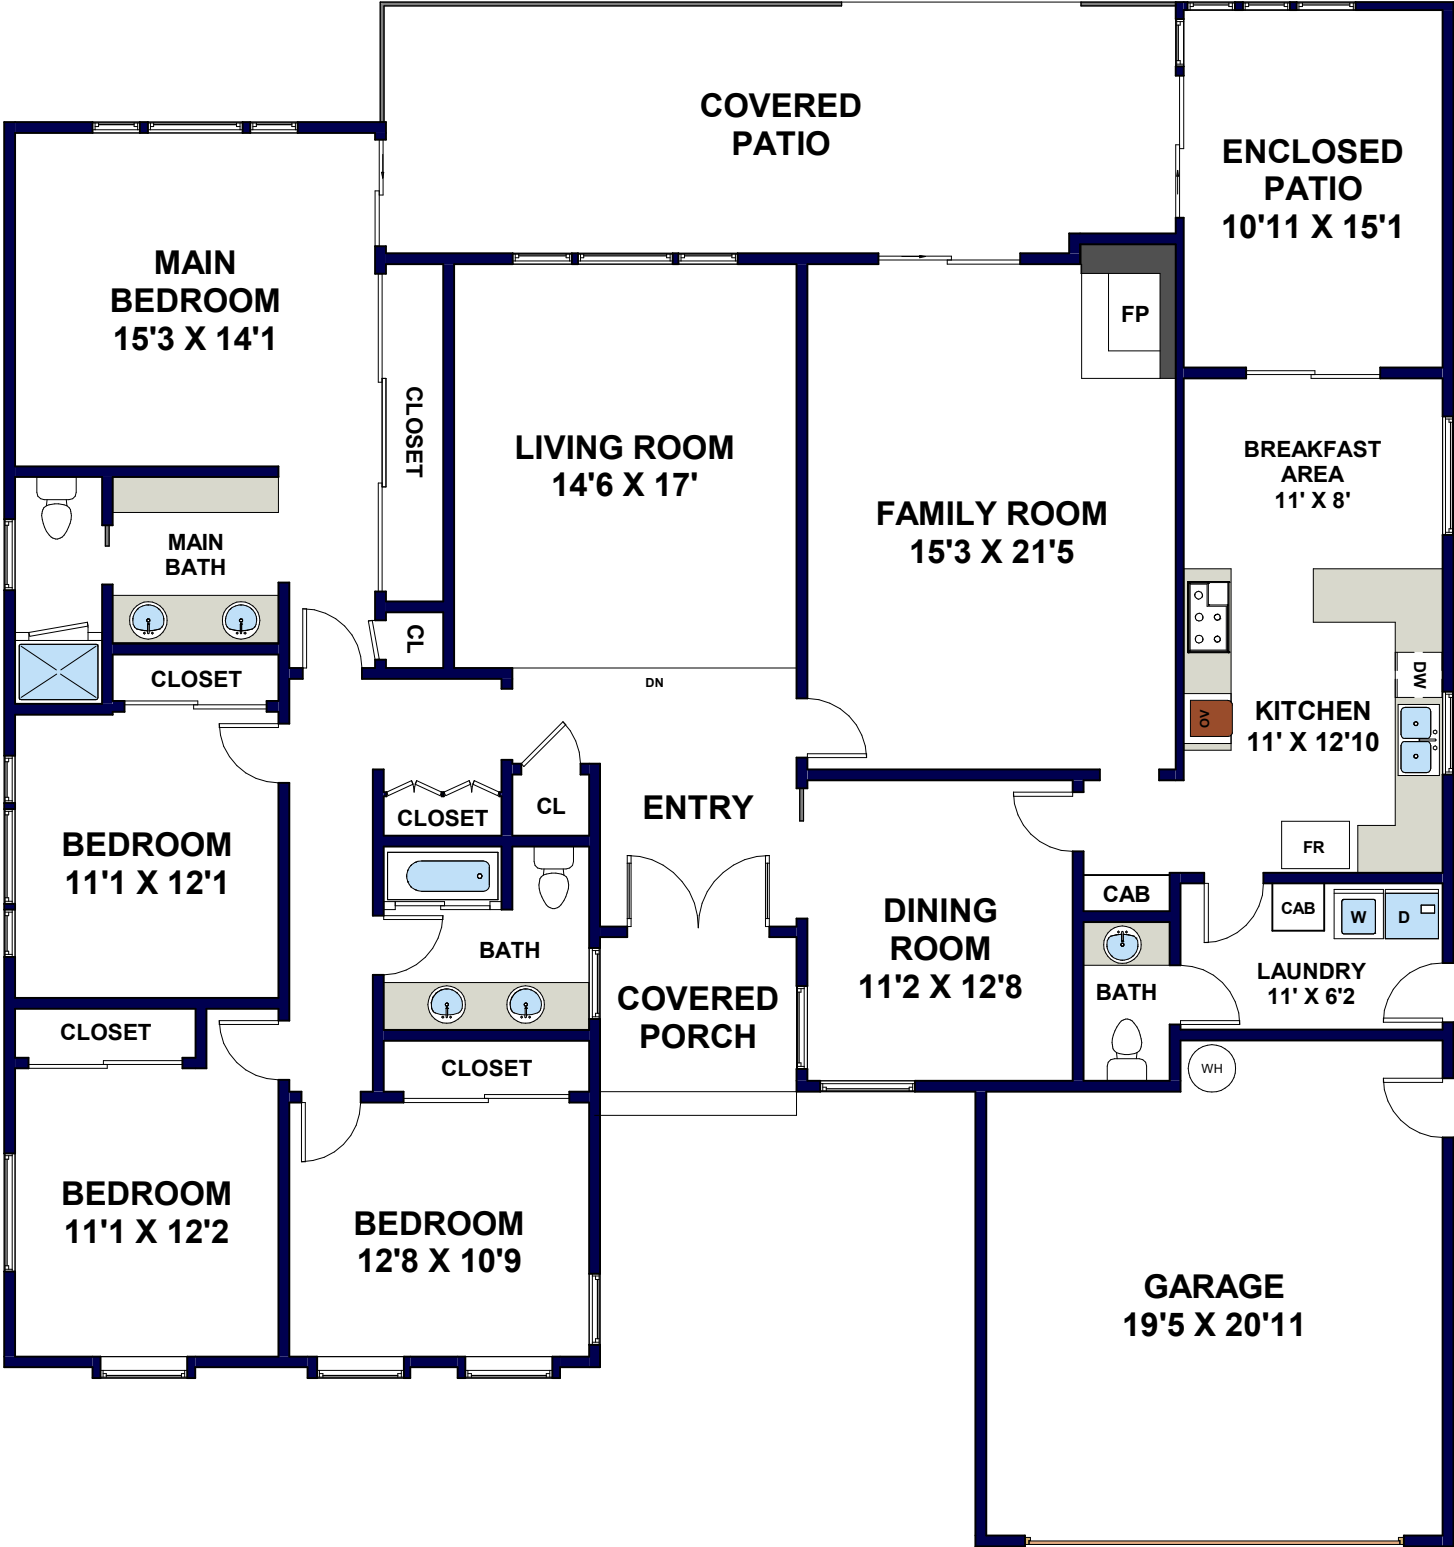 COVERED
PATIO
ENCLOSED
PATIO
10'11 X 15'1
MAIN
BEDROOM
15'3 X 14'1
FP
CLOSET
LIVING ROOM
14'6 X 17'
FAMILY ROOM
15'3 X 21'5
BREAKFAST
AREA
11' X 8'
MAIN
BATH
CL
CLOSET
DN
DW
OV
KITCHEN
11' X 12'10
CLOSET
CL
ENTRY
BEDROOM
11'1 X 12'1
FR
CAB
CAB
W
D
DINING
ROOM
11'2 X 12'8
BATH
COVERED
PORCH
BATH
LAUNDRY
11' X 6'2
CLOSET
CLOSET
WH
BEDROOM
11'1 X 12'2
BEDROOM
12'8 X 10'9
GARAGE
19'5 X 20'11